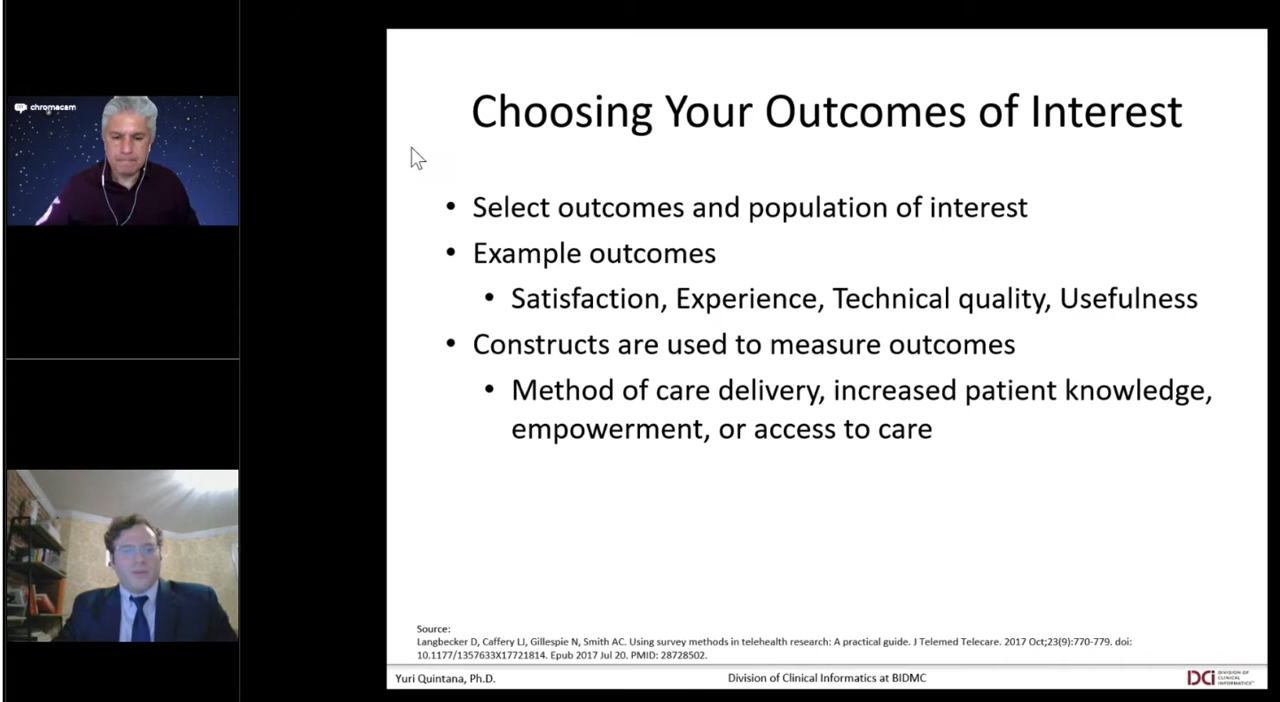 chromacam
Choosing Your Outcomes of Interest
• Select outcomes and population of interest
• Example outcomes
• Satisfaction, Experience, Technical quality, Usefulness
• Constructs are used to measure outcomes
• Method of care delivery, increased patient knowledge,
empowerment, or access to care
Source:
Langbecker D, Caffery LJ, Gillespie N, Smith AC. Using survey methods in telehealth research: A practical guide. J Telemed Telecare. 2017 Oct;23(9):770-779. doi:
10.1177/1357633X17721814. Epub 2017 Jul 20. PMID: 28728502.
Yuri Quintana, Ph.D.
Division of Clinical Informatics at BIDMC
DCi
DIVISION OF
CLINICAL
INFORMATICS